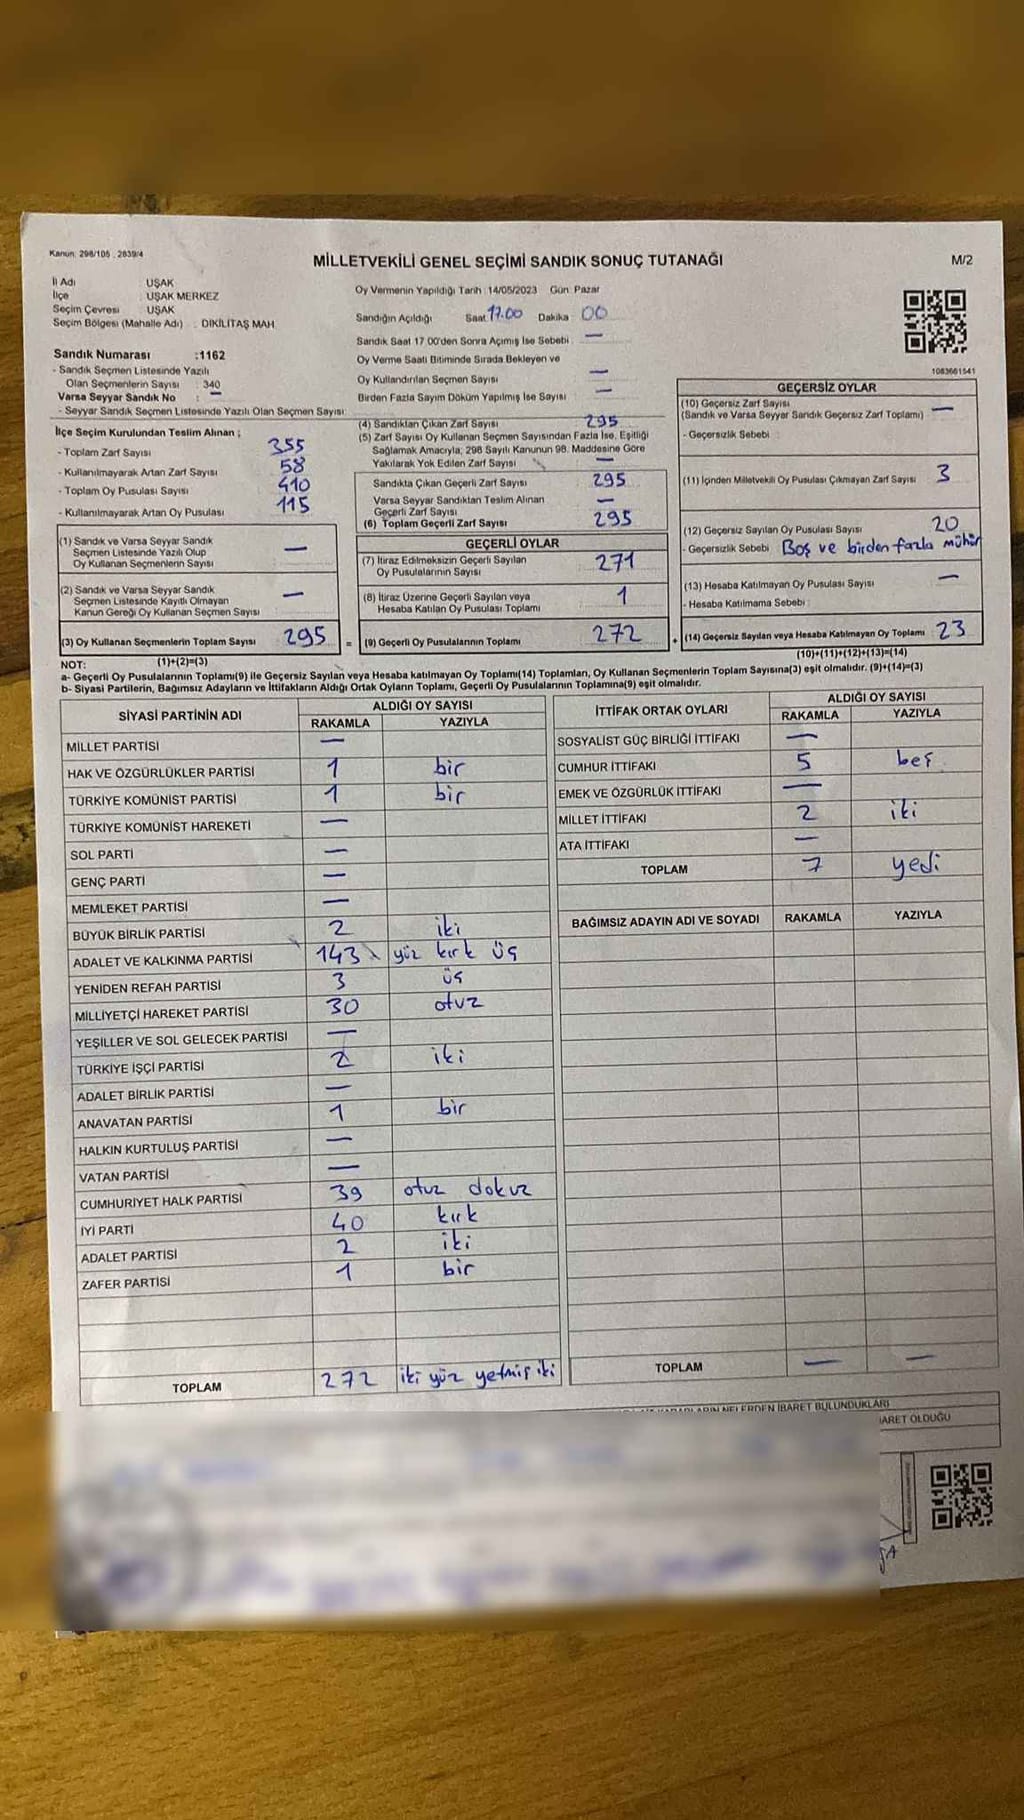 Kanun: 298/105 , 2839/4
MİLLETVEKİLİ GENEL SEÇİMİ SANDIK SONUÇ TUTANAĞI
M/2
İl Adı : UŞAK
İlçe : UŞAK MERKEZ
Seçim Çevresi : UŞAK
Seçim Bölgesi (Mahalle Adı) : DİKİLİTAŞ MAH.
Sandık Numarası :1162
- Sandık Seçmen Listesinde Yazılı
Olan Seçmenlerin Sayısı : 340
Varsa Seyyar Sandık No : —
- Seyyar Sandık Seçmen Listesinde Yazılı Olan Seçmen Sayısı:
İlçe Seçim Kurulundan Teslim Alınan ;
- Toplam Zarf Sayısı 355
- Kullanılmayarak Artan Zarf Sayısı 58
- Toplam Oy Pusulası Sayısı 410
- Kullanılmayarak Artan Oy Pusulası 115
Oy Vermenin Yapıldığı Tarih :14/05/2023 Gün: Pazar
Sandığın Açıldığı Saat 17.00 Dakika 00
Sandık Saat 17.00'den Sonra Açımış İse Sebebi : —
Oy Verme Saati Bitiminde Sırada Bekleyen ve
Oy Kullandırılan Seçmen Sayısı —
Birden Fazla Sayım Döküm Yapılmış İse Sayısı —
(4) Sandıktan Çıkan Zarf Sayısı 295
(5) Zarf Sayısı Oy Kullanan Seçmen Sayısından Fazla İse, Eşitliği
Sağlamak Amacıyla; 298 Sayılı Kanunun 98. Maddesine Göre
Yakılarak Yok Edilen Zarf Sayısı —
Sandıkta Çıkan Geçerli Zarf Sayısı 295
Varsa Seyyar Sandıktan Teslim Alınan
Geçerli Zarf Sayısı —
(6) Toplam Geçerli Zarf Sayısı 295
1083661541
GEÇERSİZ OYLAR
(10) Geçersiz Zarf Sayısı —
(Sandık ve Varsa Seyyar Sandık Geçersiz Zarf Toplamı)
- Geçersizlik Sebebi :
(11) İçinden Milletvekili Oy Pusulası Çıkmayan Zarf Sayısı 3
(12) Geçersiz Sayılan Oy Pusulası Sayısı 20
- Geçersizlik Sebebi : Boş ve birden fazla mühür
(13) Hesaba Katılmayan Oy Pusulası Sayısı —
- Hesaba Katılmama Sebebi :
(14) Geçersiz Sayılan veya Hesaba Katılmayan Oy Toplamı 23
(10)+(11)+(12)+(13)=(14)
(1) Sandık ve Varsa Seyyar Sandık
Seçmen Listesinde Yazılı Olup
Oy Kullanan Seçmenlerin Sayısı —
(2) Sandık ve Varsa Seyyar Sandık
Seçmen Listesinde Kayıtlı Olmayan
Kanun Gereği Oy Kullanan Seçmen Sayısı —
(3) Oy Kullanan Seçmenlerin Toplam Sayısı 295 =
(1)+(2)=(3)
GEÇERLİ OYLAR
(7) İtiraz Edilmeksizin Geçerli Sayılan
Oy Pusulalarının Sayısı 271
(8) İtiraz Üzerine Geçerli Sayılan veya
Hesaba Katılan Oy Pusulası Toplamı 1
(9) Geçerli Oy Pusulalarının Toplamı 272 +
NOT:
a- Geçerli Oy Pusulalarının Toplamı(9) ile Geçersiz Sayılan veya Hesaba katılmayan Oy Toplamı(14) Toplamları, Oy Kullanan Seçmenlerin Toplam Sayısına(3) eşit olmalıdır. (9)+(14)=(3)
b- Siyasi Partilerin, Bağımsız Adayların ve İttifakların Aldığı Ortak Oyların Toplamı, Geçerli Oy Pusulalarının Toplamına(9) eşit olmalıdır.
SİYASİ PARTİNİN ADI ALDIĞI OY SAYISI
RAKAMLA YAZIYLA
MİLLET PARTİSİ —
HAK VE ÖZGÜRLÜKLER PARTİSİ 1 bir
TÜRKİYE KOMÜNİST PARTİSİ 1 bir
TÜRKİYE KOMÜNİST HAREKETİ —
SOL PARTİ —
GENÇ PARTİ —
MEMLEKET PARTİSİ —
BÜYÜK BİRLİK PARTİSİ 2 iki
ADALET VE KALKINMA PARTİSİ 143 yüz kırk üç
YENİDEN REFAH PARTİSİ 3 üç
MİLLİYETÇİ HAREKET PARTİSİ 30 otuz
YEŞİLLER VE SOL GELECEK PARTİSİ —
TÜRKİYE İŞÇİ PARTİSİ 2 iki
ADALET BİRLİK PARTİSİ —
ANAVATAN PARTİSİ 1 bir
HALKIN KURTULUŞ PARTİSİ —
VATAN PARTİSİ —
CUMHURİYET HALK PARTİSİ 39 otuz dokuz
İYİ PARTİ 40 kırk
ADALET PARTİSİ 2 iki
ZAFER PARTİSİ 1 bir
TOPLAM 272 iki yüz yetmiş iki
İTTİFAK ORTAK OYLARI ALDIĞI OY SAYISI
RAKAMLA YAZIYLA
SOSYALİST GÜÇ BİRLİĞİ İTTİFAKI —
CUMHUR İTTİFAKI 5 beş
EMEK VE ÖZGÜRLÜK İTTİFAKI —
MİLLET İTTİFAKI 2 iki
ATA İTTİFAKI —
TOPLAM 7 yedi
BAĞIMSIZ ADAYIN ADI VE SOYADI RAKAMLA YAZIYLA
TOPLAM — —
NELERDEN İBARET BULUNDUKLARI
İBARET OLDUĞU